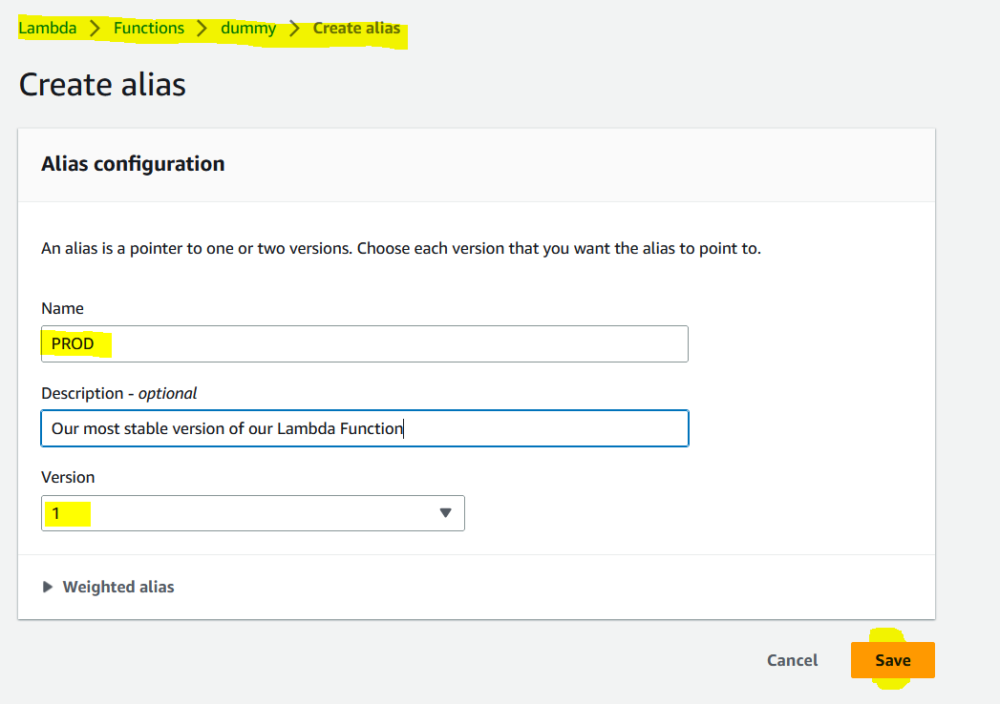 Lambda > Functions > dummy > Create alias
Create alias
Alias configuration
An alias is a pointer to one or two versions. Choose each version that you want the alias to point to.
Name
PROD
Description - optional
Our most stable version of our Lambda Function
Version
1
Weighted alias
Cancel Save